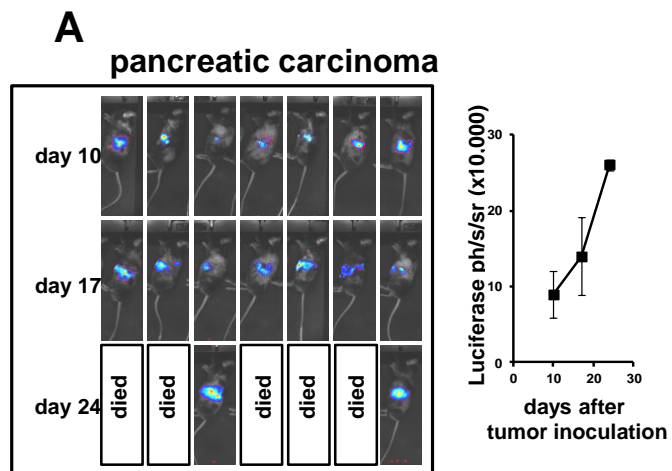 A
pancreatic carcinoma
day 10
day 17
day 24
died
died
died
died
died
Luciferase ph/s/sr (x10.000)
30
20
10
0
0
10
20
30
days after
tumor inoculation